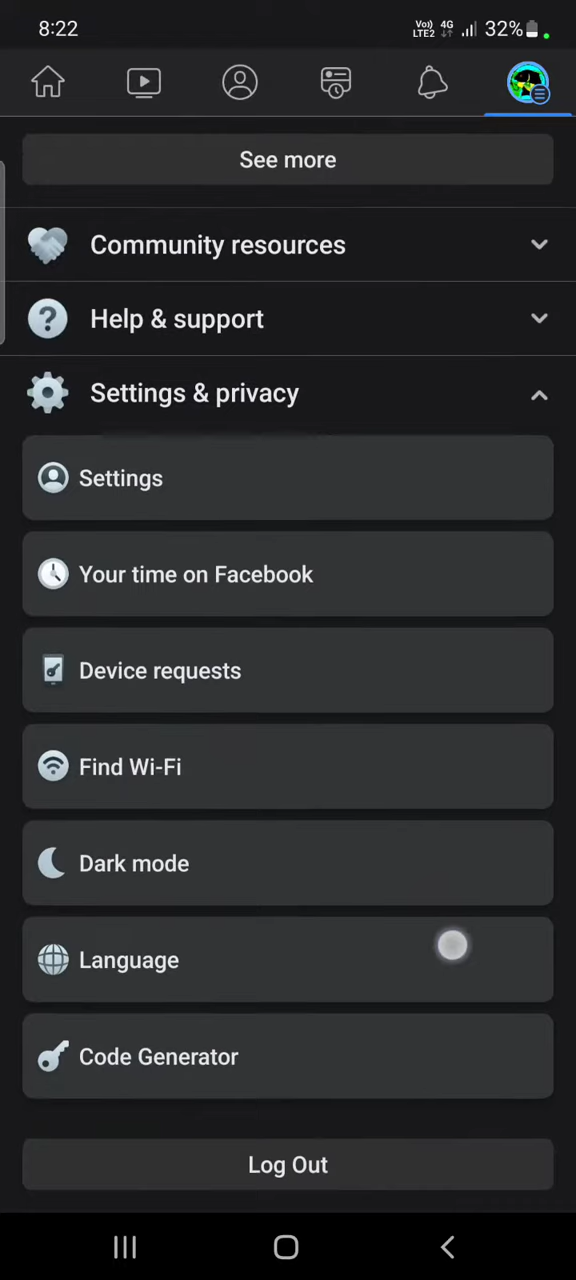 8:22
Vo)) 4G 32%
LTE2
See more
Community resources
? Help & support
Settings & privacy
Settings
Your time on Facebook
Device requests
Find Wi-Fi
Dark mode
Language
Code Generator
Log Out